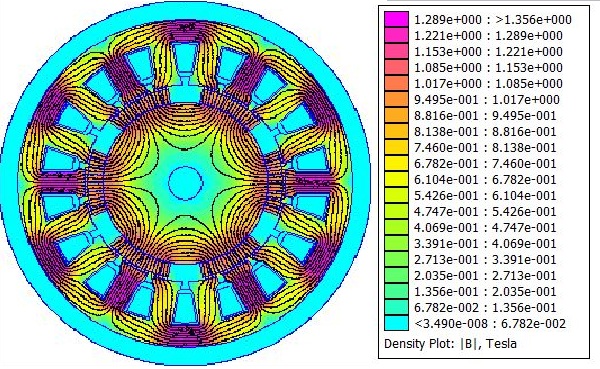 1.289e+000 : >1.356e+000
1.221e+000 : 1.289e+000
1.153e+000 : 1.221e+000
1.085e+000 : 1.153e+000
1.017e+000 : 1.085e+000
9.495e-001 : 1.017e+000
8.816e-001 : 9.495e-001
8.138e-001 : 8.816e-001
7.460e-001 : 8.138e-001
6.782e-001 : 7.460e-001
6.104e-001 : 6.782e-001
5.426e-001 : 6.104e-001
4.747e-001 : 5.426e-001
4.069e-001 : 4.747e-001
3.391e-001 : 4.069e-001
2.713e-001 : 3.391e-001
2.035e-001 : 2.713e-001
1.356e-001 : 2.035e-001
6.782e-002 : 1.356e-001
<3.490e-008 : 6.782e-002
Density Plot: |B|, Tesla